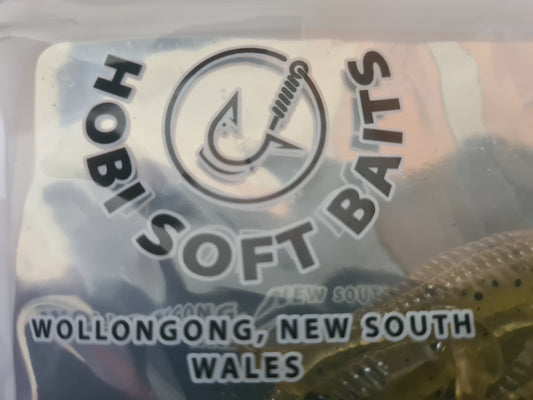 HOBI SOFT BAITS
WOLLONGONG, NEW SOUTH
WALES